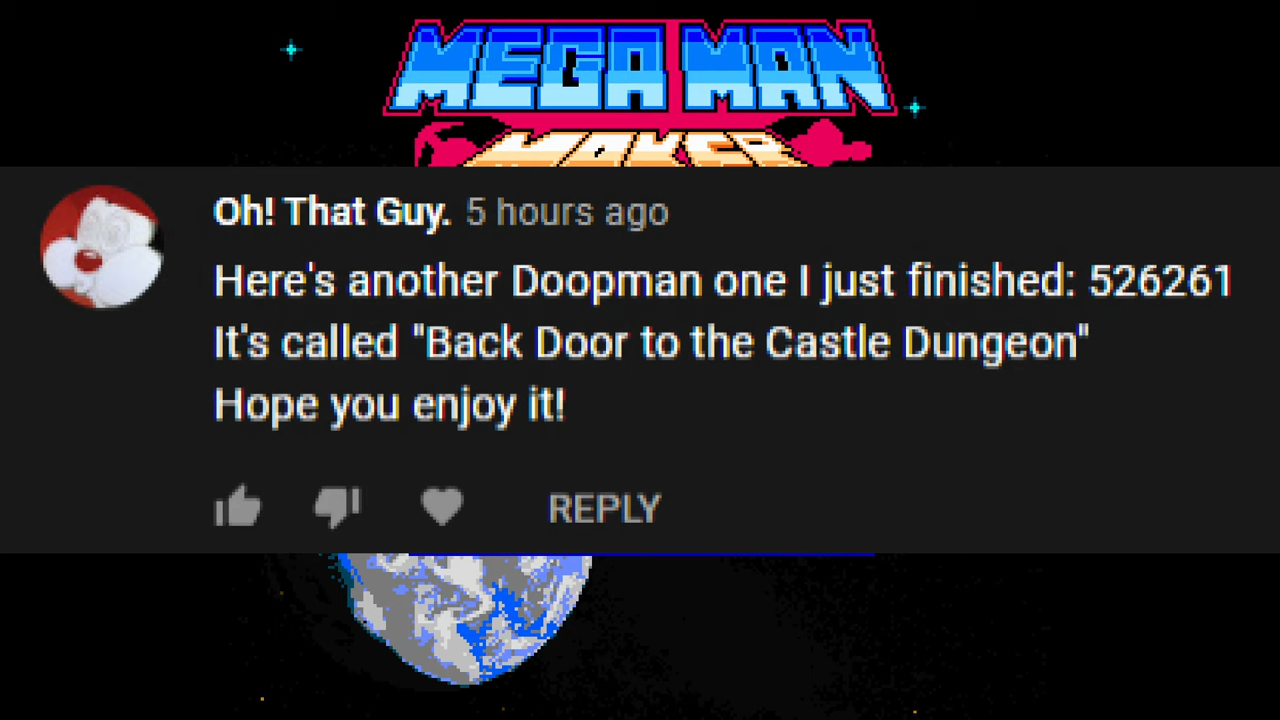 MEGA MAN
MAKER
Oh! That Guy. 5 hours ago
Here's another Doopman one I just finished: 526261
It's called "Back Door to the Castle Dungeon"
Hope you enjoy it!
REPLY